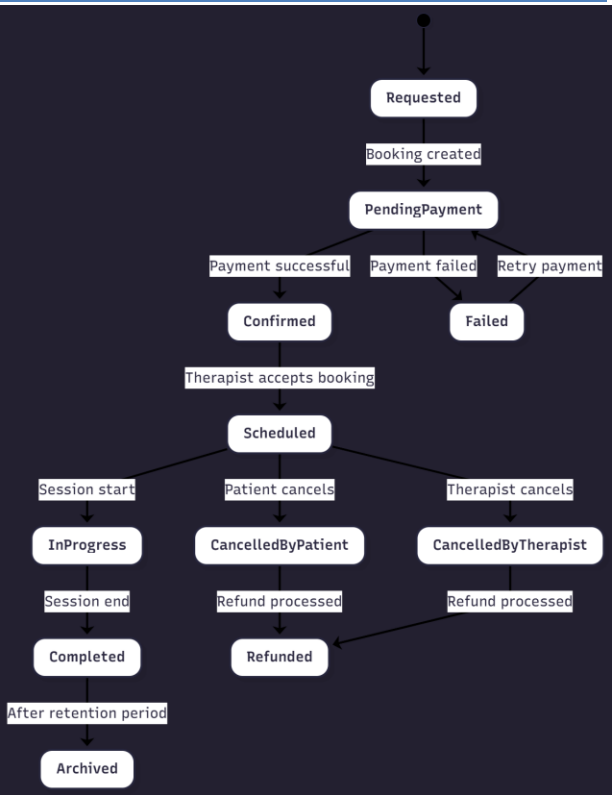 Requested
Booking created
PendingPayment
Payment successful
Payment failed
Retry payment
Confirmed
Failed
Therapist accepts booking
Scheduled
Session start
Patient cancels
Therapist cancels
InProgress
CancelledByPatient
CancelledByTherapist
Session end
Refund processed
Refund processed
Completed
Refunded
After retention period
Archived